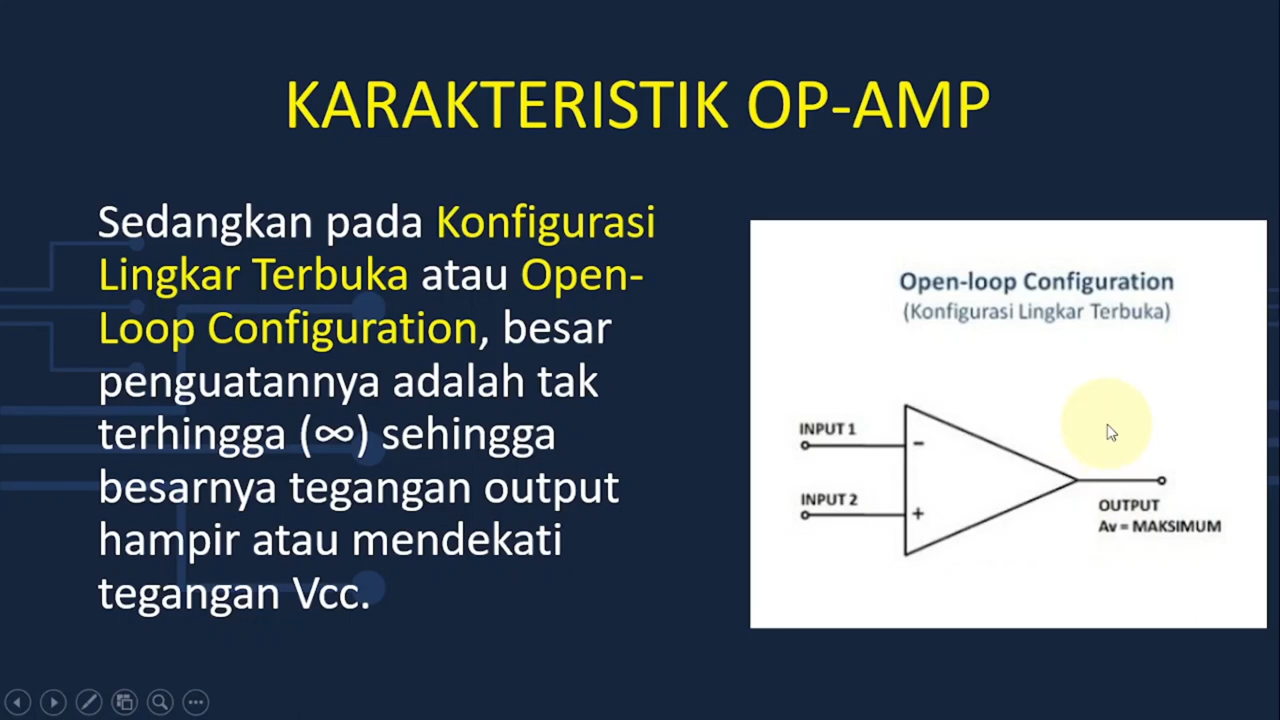 KARAKTERISTIK OP-AMP
Sedangkan pada Konfigurasi
Lingkar Terbuka atau Open-
Loop Configuration, besar
penguatannya adalah tak
terhingga (∞) sehingga
besarnya tegangan output
hampir atau mendekati
tegangan Vcc.
Open-loop Configuration
(Konfigurasi Lingkar Terbuka)
INPUT 1
−
INPUT 2
+
OUTPUT
Av = MAKSIMUM